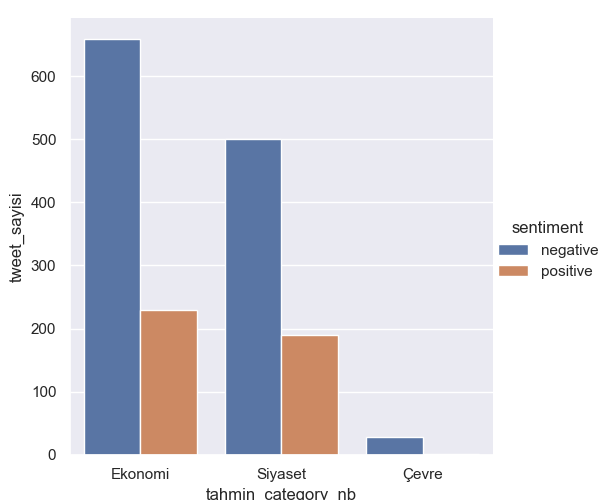 tweet_sayisi
600
500
400
300
200
100
0
Ekonomi
Siyaset
Çevre
tahmin_category_nb
sentiment
negative
positive